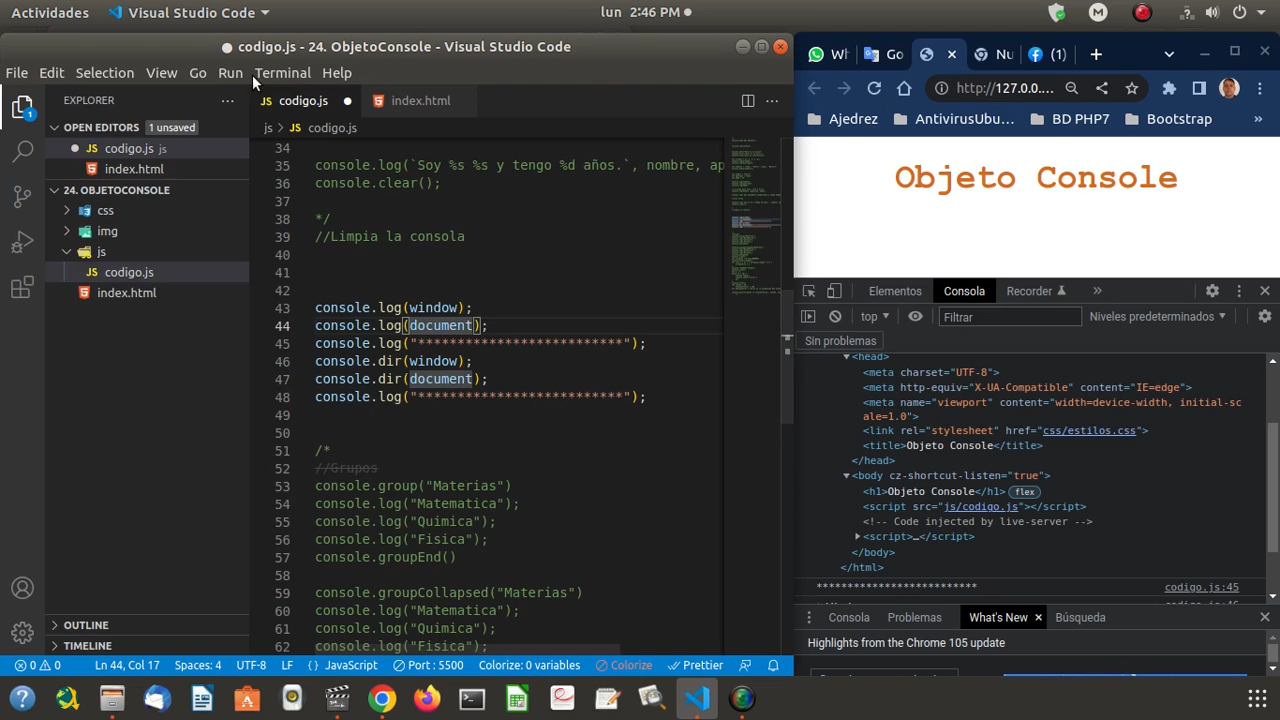 Actividades
Visual Studio Code
lun 2:46 PM
M
codigo.js - 24. ObjetoConsole - Visual Studio Code
File Edit Selection View Go Run Terminal Help
EXPLORER
OPEN EDITORS
1 unsaved
JS codigo.js js
index.html
24. OBJETOCONSOLE
css
img
js
JS codigo.js
index.html
OUTLINE
TIMELINE
JS codigo.js
index.html
js > JS codigo.js
34
35 console.log(`Soy %s %s y tengo %d años.`, nombre, ap
36 console.clear();
37
38 */
39 //Limpia la consola
40
41
42
43 console.log(window);
44 console.log(document);
45 console.log("**************************");
46 console.dir(window);
47 console.dir(document);
48 console.log("**************************");
49
50
51 /*
52 //Grupos
53 console.group("Materias")
54 console.log("Matematica");
55 console.log("Quimica");
56 console.log("Fisica");
57 console.groupEnd()
58
59 console.groupCollapsed("Materias")
60 console.log("Matematica");
61 console.log("Quimica");
62 console.log("Fisica");
0 0 Ln 44, Col 17 Spaces: 4 UTF-8 LF { } JavaScript Port : 5500 Colorize: 0 variables Colorize Prettier
Wh
Go
Nu
(1)
http://127.0.0....
Ajedrez
AntivirusUbu...
BD PHP7
Bootstrap
Objeto Console
Elementos
Consola
Recorder
top
Filtrar
Niveles predeterminados
Sin problemas
<head>
<meta charset="UTF-8">
<meta http-equiv="X-UA-Compatible" content="IE=edge">
<meta name="viewport" content="width=device-width, initial-
scale=1.0">
<link rel="stylesheet" href="css/estilos.css">
<title>Objeto Console</title>
</head>
<body cz-shortcut-listen="true">
<h1>Objeto Console</h1> flex
<script src="js/codigo.js"></script>
<!-- Code injected by live-server -->
<script>…</script>
</body>
</html>
************************** codigo.js:45
Consola
Problemas
What's New
Búsqueda
Highlights from the Chrome 105 update